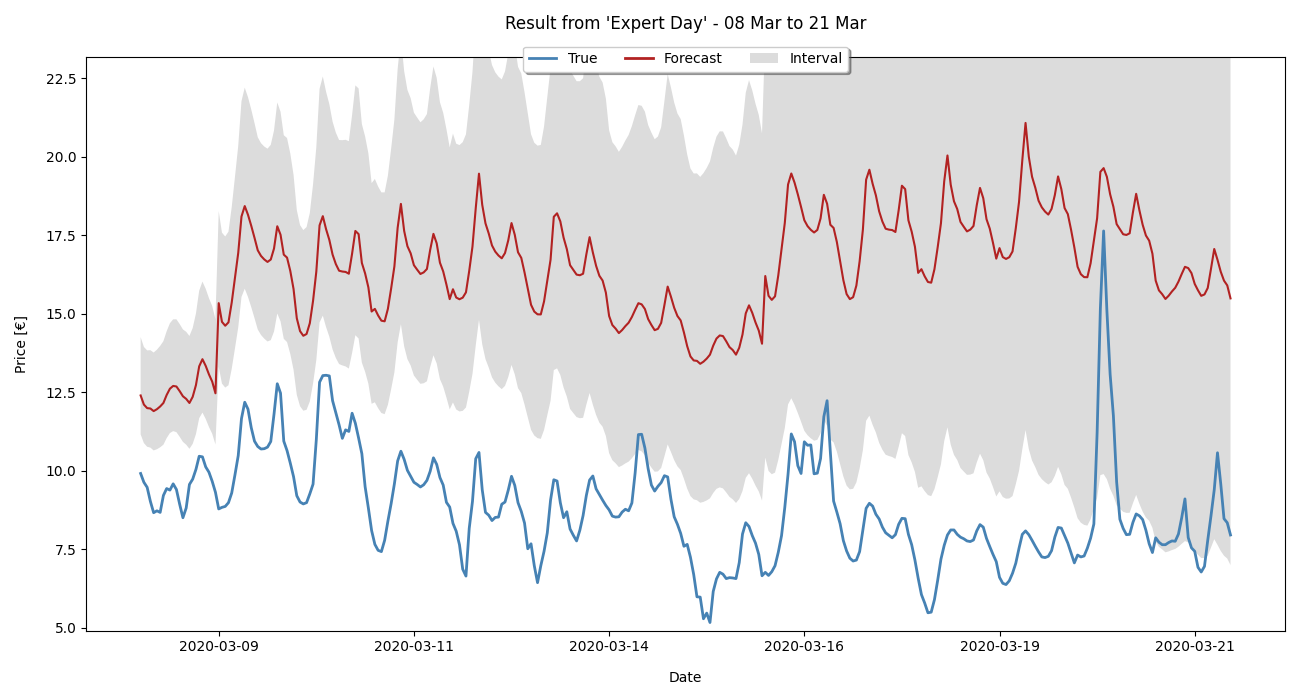 Result from 'Expert Day' - 08 Mar to 21 Mar
True Forecast Interval
22.5
20.0
17.5
15.0
12.5
10.0
7.5
5.0
Price [€]
2020-03-09 2020-03-11 2020-03-14 2020-03-16 2020-03-19 2020-03-21
Date